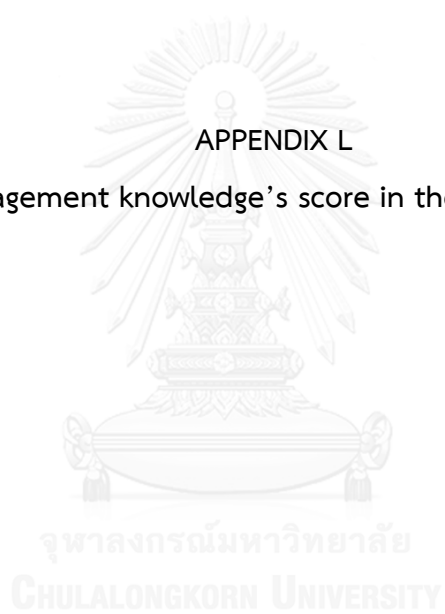 APPENDIX L
agement knowledge’s score in the
จุฬาลงกรณ์มหาวิทยาลัย
CHULALONGKORN UNIVERSITY